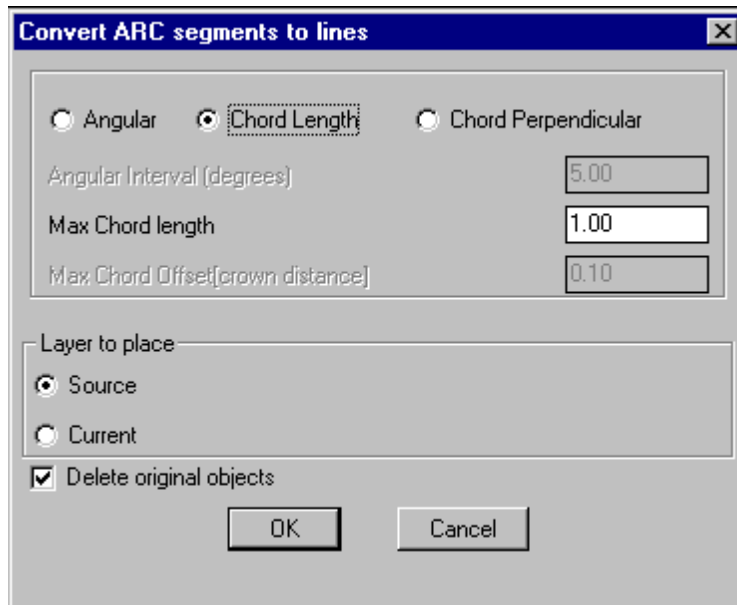 Convert ARC segments to lines
Angular Chord Length Chord Perpendicular
Angular Interval (degrees) 5.00
Max Chord length 1.00
Max Chord Offset[crown distance] 0.10
Layer to place
Source
Current
Delete original objects
OK Cancel